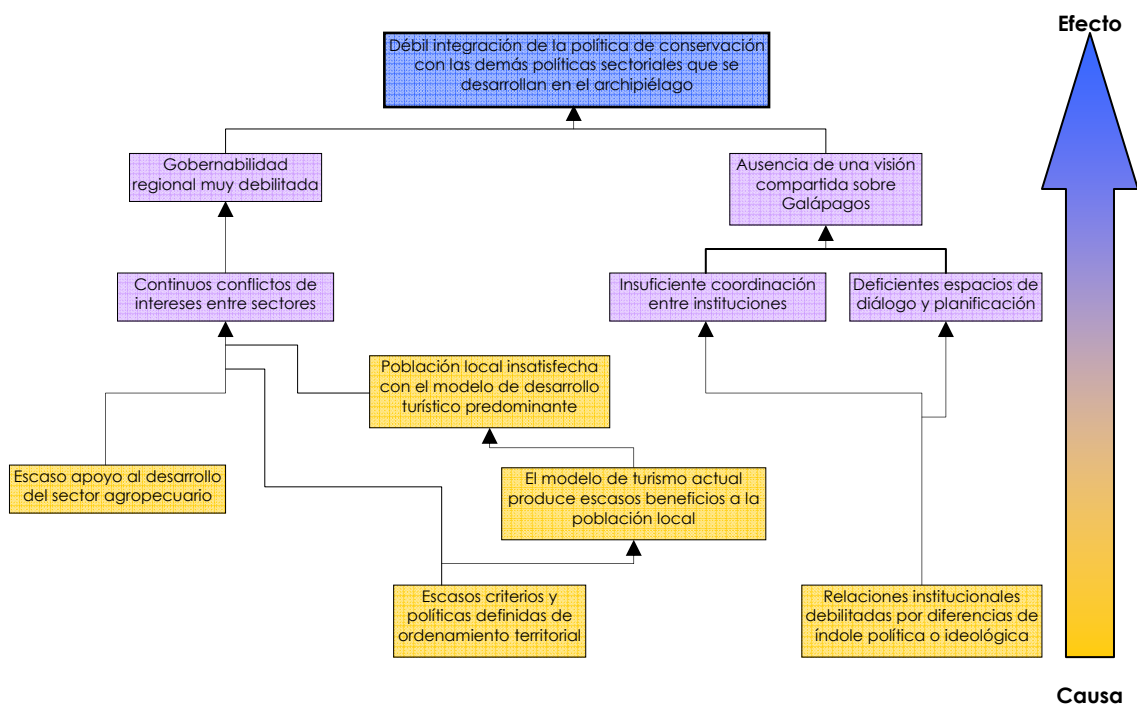 Efecto
Débil integración de la política de conservación
con las demás políticas sectoriales que se
desarrollan en el archipiélago
Gobernabilidad
regional muy debilitada
Ausencia de una visión
compartida sobre
Galápagos
Continuos conflictos de
intereses entre sectores
Insuficiente coordinación
entre instituciones
Deficientes espacios de
diálogo y planificación
Población local insatisfecha
con el modelo de desarrollo
turístico predominante
Escaso apoyo al desarrollo
del sector agropecuario
El modelo de turismo actual
produce escasos beneficios a la
población local
Escasos criterios y
políticas definidas de
ordenamiento territorial
Relaciones institucionales
debilitadas por diferencias de
índole política o ideológica
Causa